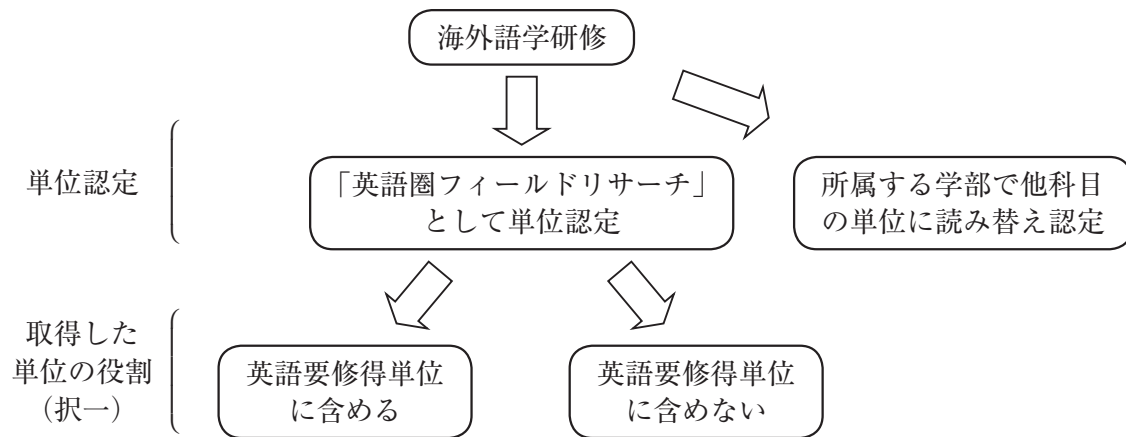 海外語学研修
単位認定
「英語圏フィールドリサーチ」
として単位認定
所属する学部で他科目
の単位に読み替え認定
取得した
単位の役割
（択一）
英語要修得単位
に含める
英語要修得単位
に含めない